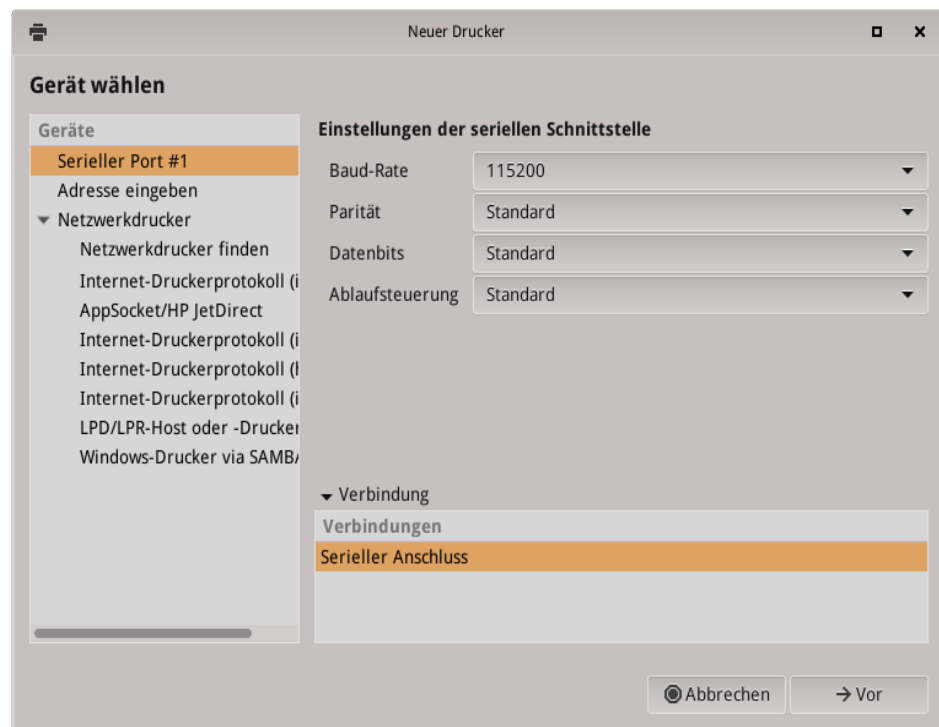 Neuer Drucker
Gerät wählen
Geräte
Serieller Port #1
Adresse eingeben
Netzwerkdrucker
Netzwerkdrucker finden
Internet-Druckerprotokoll (i
AppSocket/HP JetDirect
Internet-Druckerprotokoll (i
Internet-Druckerprotokoll (h
Internet-Druckerprotokoll (i
LPD/LPR-Host oder -Drucker
Windows-Drucker via SAMBA
Einstellungen der seriellen Schnittstelle
Baud-Rate 115200
Parität Standard
Datenbits Standard
Ablaufsteuerung Standard
Verbindung
Verbindungen
Serieller Anschluss
Abbrechen
Vor